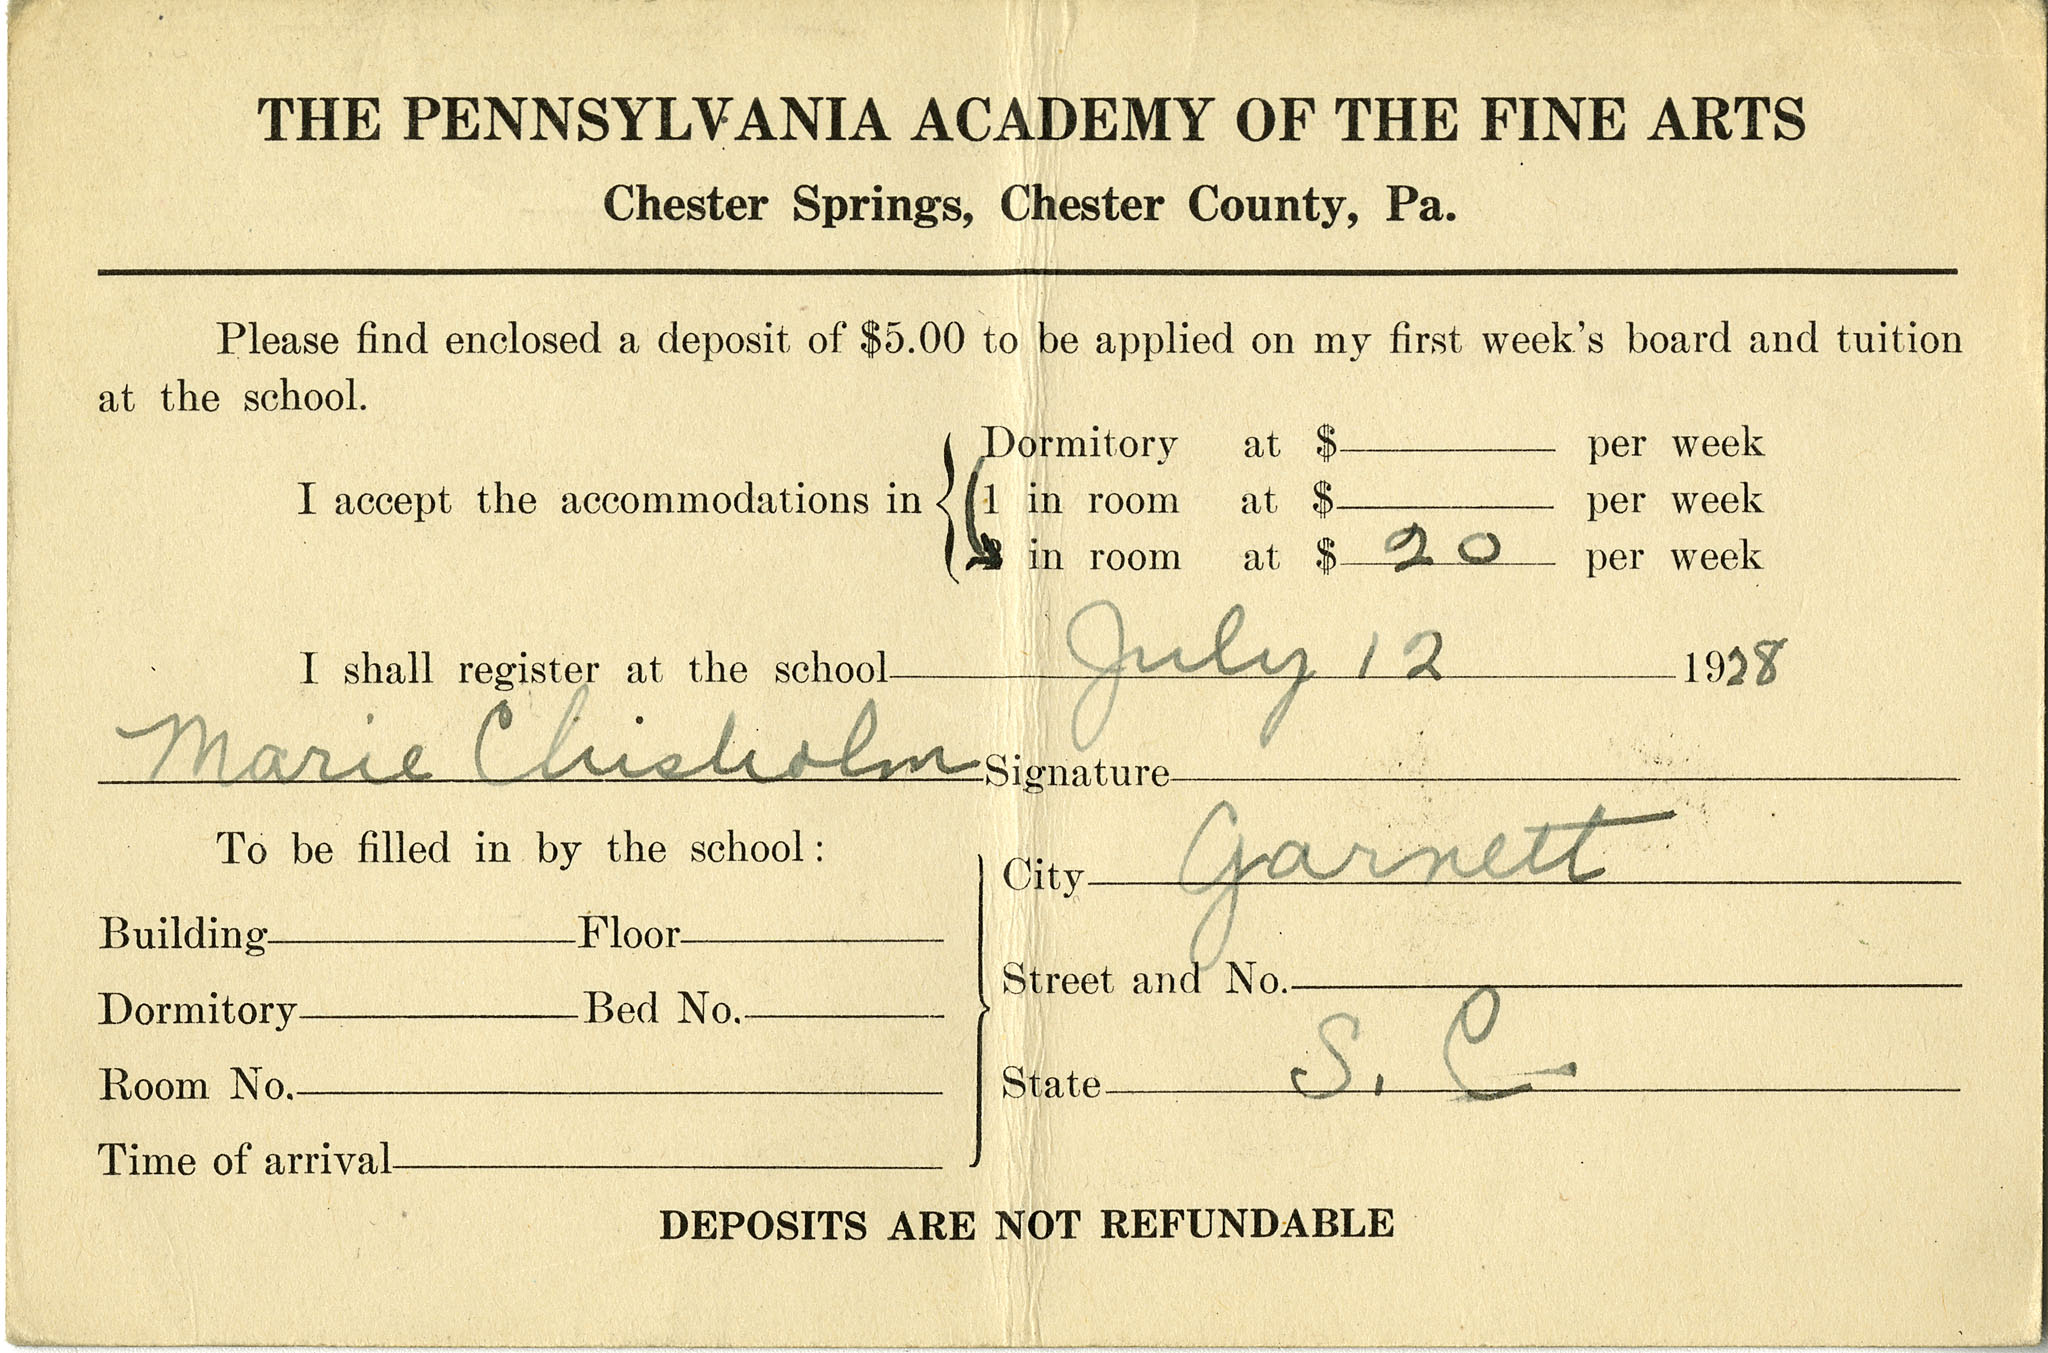 THE PENNSYLVANIA ACADEMY OF THE FINE ARTS
Chester Springs, Chester County, Pa.
Please find enclosed a deposit of $5.00 to be applied on my first week's board and tuition
at the school.
Dormitory at $ per week
I accept the accommodations in 1 in room at $ per week
in room at $ 20 per week
I shall register at the school July 12 1928
Marie Chisholm Signature
To be filled in by the school:
City Garnett
Building Floor
Street and No.
Dormitory Bed No.
State S. C.
Room No.
Time of arrival
DEPOSITS ARE NOT REFUNDABLE